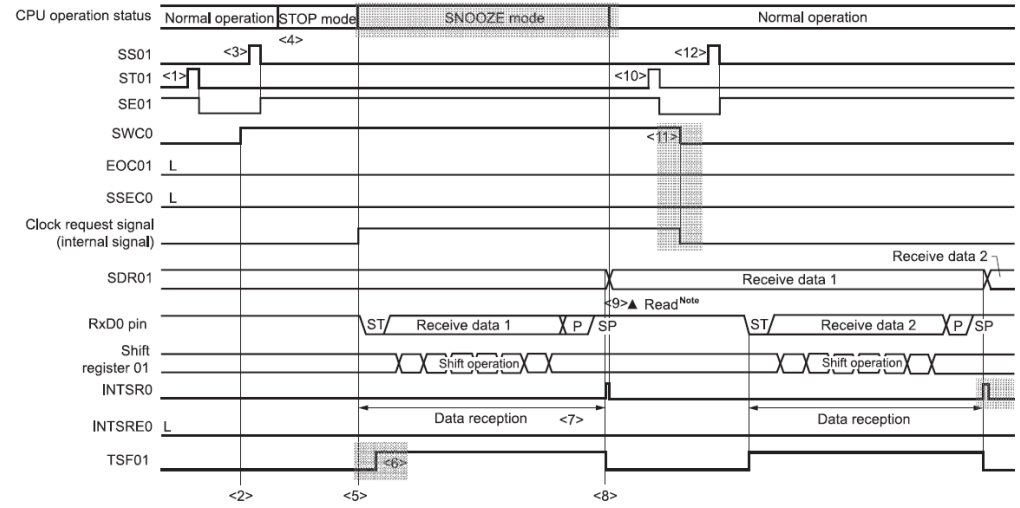 CPU operation status Normal operation STOP mode SNOOZE mode Normal operation
<4>
SS01 <3> <12>
ST01 <1> <10>
SE01
SWC0 <11>
EOC01 L
SSEC0 L
Clock request signal
(internal signal)
Receive data 2
SDR01 Receive data 1
<9>▲ Read Note
RxD0 pin ST Receive data 1 P SP ST Receive data 2 P SP
Shift
register 01 Shift operation Shift operation
INTSR0
Data reception <7> Data reception
INTSRE0 L
TSF01 <6>
<2> <5> <8>